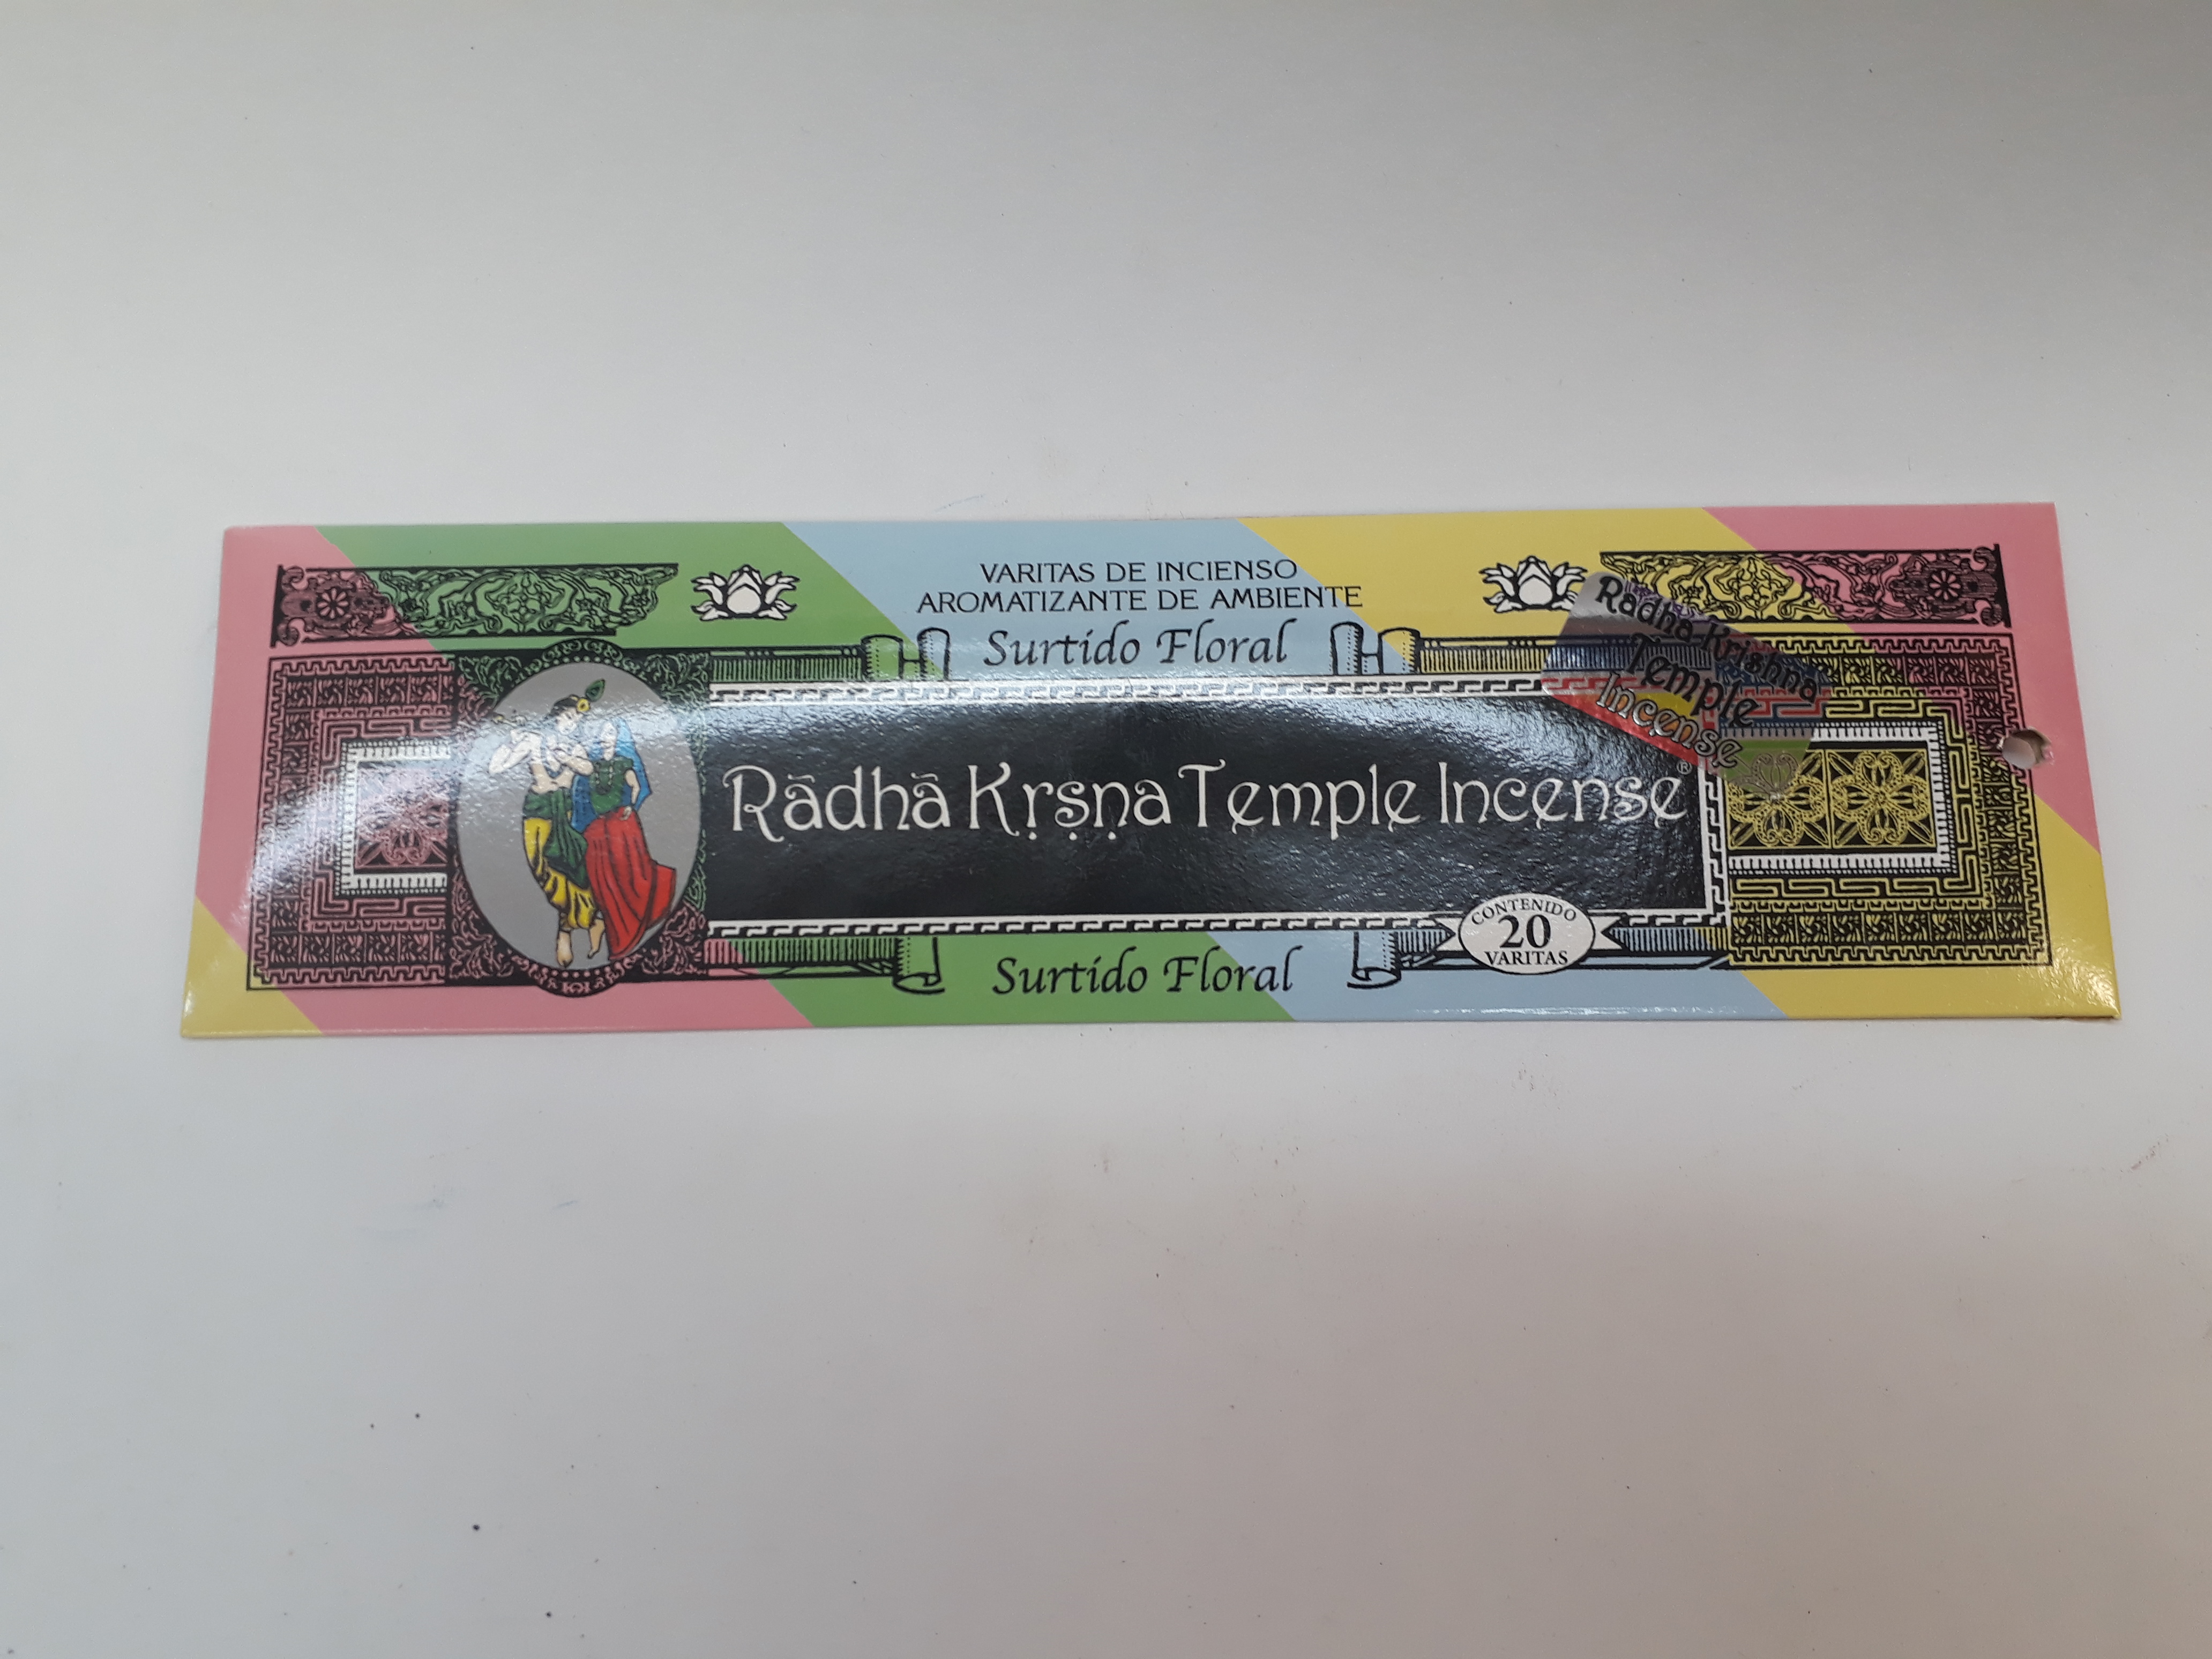 VARITAS DE INCIENSO
AROMATIZANTE DE AMBIENTE
Surtido Floral
Rādhā Kṛṣṇa Temple Incense®
Radha-Krishna
Temple
Incense
CONTENIDO
20
VARITAS
Surtido Floral